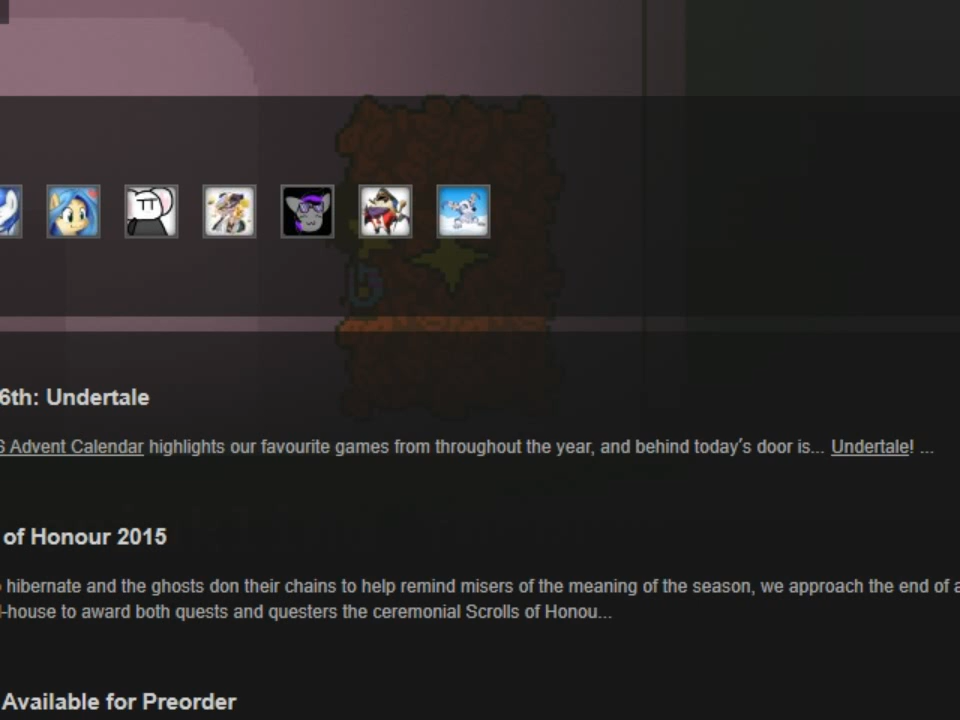 6th: Undertale
S Advent Calendar highlights our favourite games from throughout the year, and behind today's door is... Undertale! ...
of Honour 2015
hibernate and the ghosts don their chains to help remind misers of the meaning of the season, we approach the end of a
-house to award both quests and questers the ceremonial Scrolls of Honou...
Available for Preorder